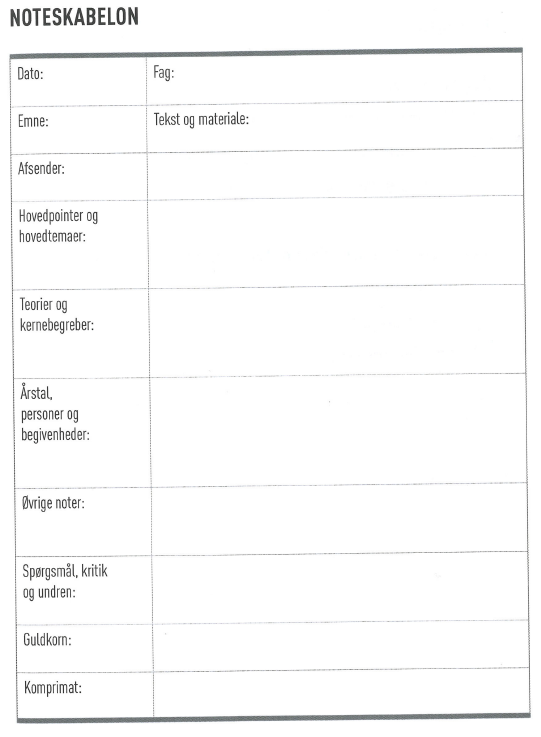 NOTESKABELON
Dato:
Fag:
Emne:
Tekst og materiale:
Afsender:
Hovedpointer og
hovedtemaer:
Teorier og
kernebegreber:
Årstal,
personer og
begivenheder:
Øvrige noter:
Spørgsmål, kritik
og undren:
Guldkorn:
Komprimat: